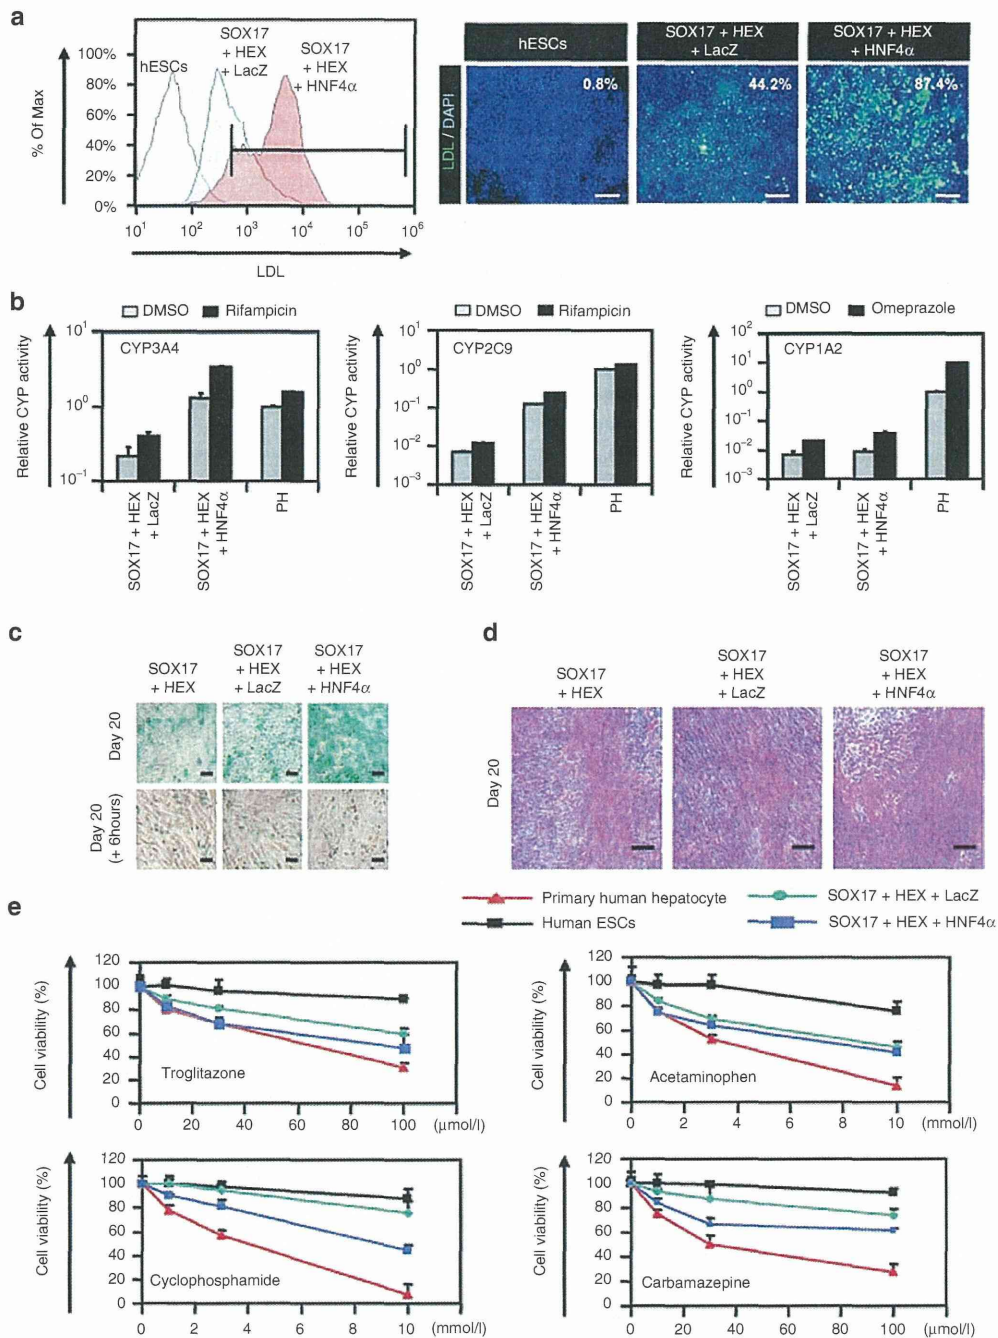 a
SOX17
+ HEX
+ LacZ
SOX17
+ HEX
+ HNF4α
hESCs
% Of Max
100%
80%
60%
40%
20%
0%
10¹ 10² 10³ 10⁴ 10⁵ 10⁶
LDL
hESCs
SOX17 + HEX
+ LacZ
SOX17 + HEX
+ HNF4α
LDL / DAPI
0.8%
44.2%
87.4%
b
DMSO Rifampicin
Relative CYP activity
CYP3A4
10¹
10⁰
10⁻¹
SOX17 + HEX
+ LacZ
SOX17 + HEX
+ HNF4α
PH
DMSO Rifampicin
Relative CYP activity
CYP2C9
10¹
10⁰
10⁻¹
10⁻²
10⁻³
SOX17 + HEX
+ LacZ
SOX17 + HEX
+ HNF4α
PH
DMSO Omeprazole
Relative CYP activity
CYP1A2
10²
10¹
10⁰
10⁻¹
10⁻²
10⁻³
SOX17 + HEX
+ LacZ
SOX17 + HEX
+ HNF4α
PH
c
SOX17
+ HEX
SOX17
+ HEX
+ LacZ
SOX17
+ HEX
+ HNF4α
Day 20
Day 20
(+ 6hours)
d
SOX17
+ HEX
SOX17
+ HEX
+ LacZ
SOX17
+ HEX
+ HNF4α
Day 20
e
Primary human hepatocyte
SOX17 + HEX + LacZ
Human ESCs
SOX17 + HEX + HNF4α
Cell viability (%)
120
100
80
60
40
20
0
Troglitazone
0 20 40 60 80 100 (μmol/l)
Cell viability (%)
120
100
80
60
40
20
0
Acetaminophen
0 2 4 6 8 10 (mmol/l)
Cell viability (%)
120
100
80
60
40
20
0
Cyclophosphamide
0 2 4 6 8 10 (mmol/l)
Cell viability (%)
120
100
80
60
40
20
0
Carbamazepine
0 20 40 60 80 100 (μmol/l)